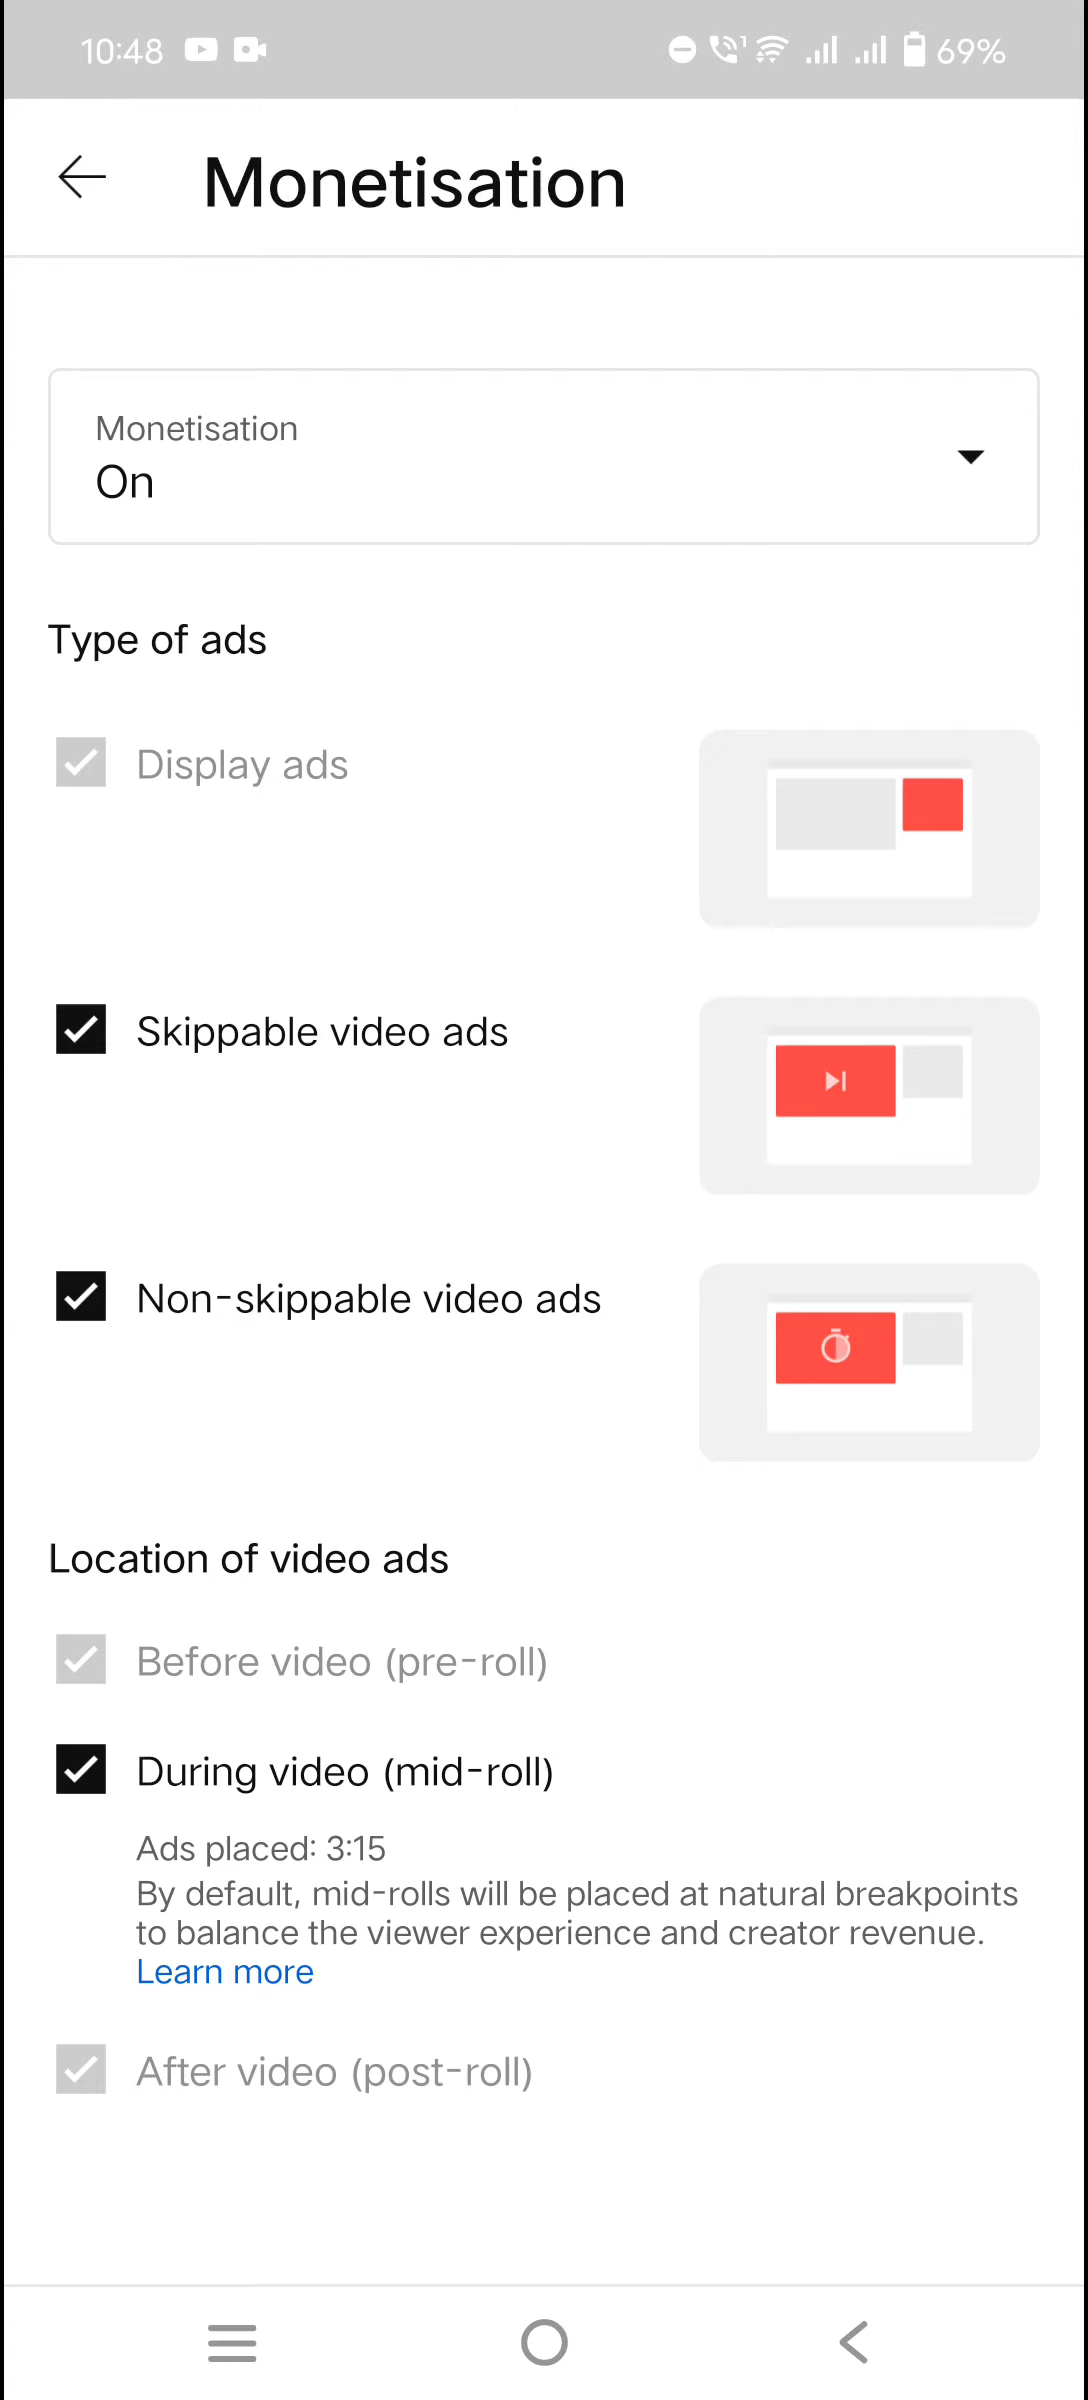 10:48
69%
Monetisation
Monetisation
On
Type of ads
Display ads
Skippable video ads
Non-skippable video ads
Location of video ads
Before video (pre-roll)
During video (mid-roll)
Ads placed: 3:15
By default, mid-rolls will be placed at natural breakpoints
to balance the viewer experience and creator revenue.
Learn more
After video (post-roll)